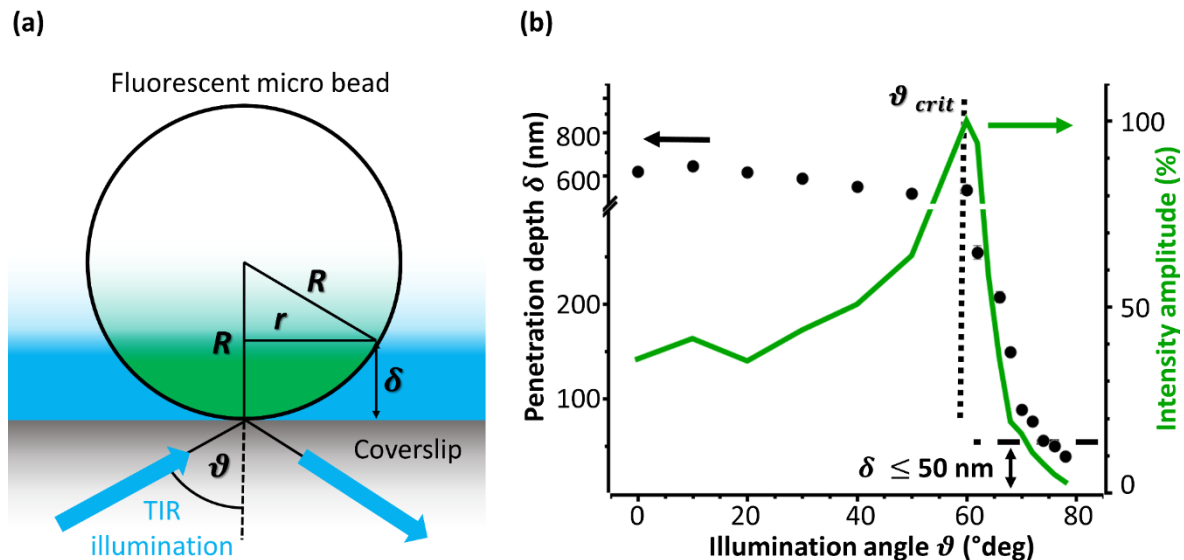 (a)
Fluorescent micro bead
R
r
R
δ
Coverslip
ϑ
TIR
illumination
(b)
ϑ crit
Penetration depth δ (nm)
800
600
200
100
Intensity amplitude (%)
100
50
0
δ ≤ 50 nm
0 20 40 60 80
Illumination angle ϑ (°deg)